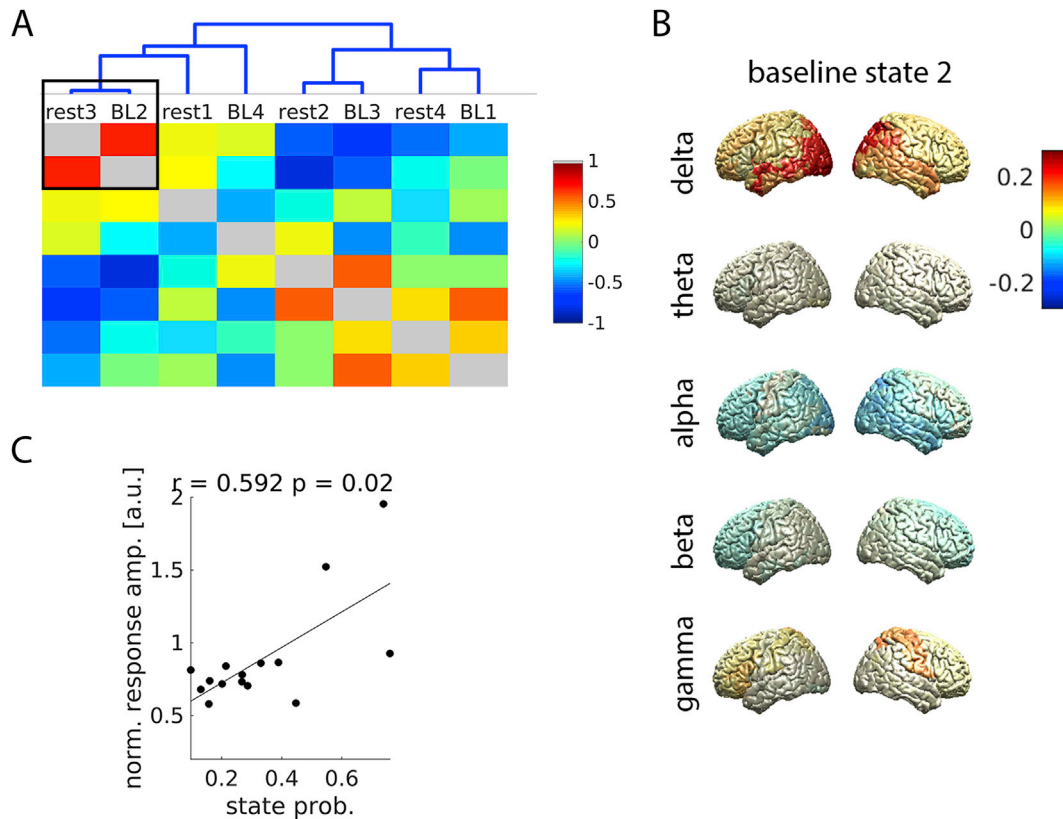 A
rest3 BL2 rest1 BL4 rest2 BL3 rest4 BL1
1
0.5
0
-0.5
-1
B
baseline state 2
delta
theta
alpha
beta
gamma
0.2
0
-0.2
C
r = 0.592 p = 0.02
norm. response amp. [a.u.]
2
1.5
1
0.5
0.2 0.4 0.6
state prob.